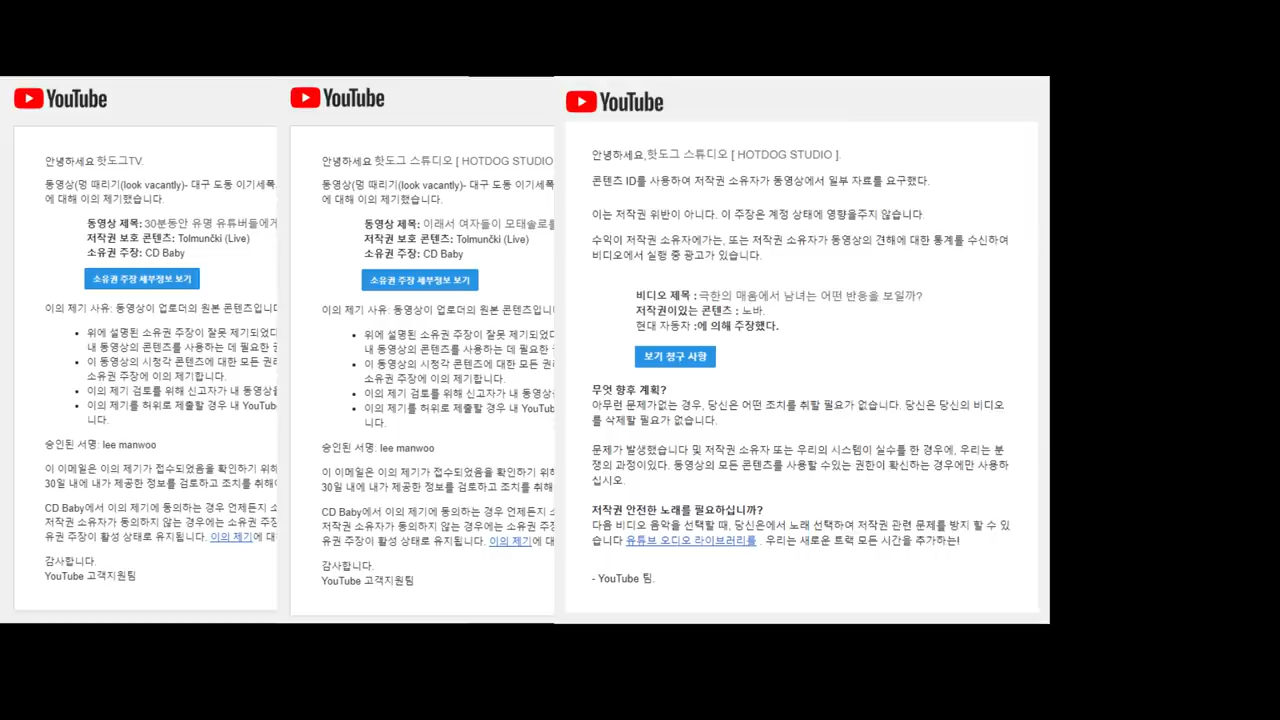 YouTube
안녕하세요 핫도그TV.
동영상(멍 때리기(look vacantly)- 대구 도동 이기세폭
에 대해 이의 제기했습니다.
동영상 제목: 30분동안 유명 유튜버들에게
저작권 보호 콘텐츠: Tolmunčki (Live)
소유권 주장: CD Baby
소유권 주장 세부정보 보기
이의 제기 사유: 동영상이 업로더의 원본 콘텐츠입니다
• 위에 설명된 소유권 주장이 잘못 제기되었다
내 동영상의 콘텐츠를 사용하는 데 필요한
• 이 동영상의 시청각 콘텐츠에 대한 모든 권리
소유권 주장에 이의 제기합니다.
• 이의 제기 검토를 위해 신고자가 내 동영상을
• 이의 제기를 허위로 제출할 경우 내 YouTube
니다.
승인된 서명: lee manwoo
이 이메일은 이의 제기가 접수되었음을 확인하기 위해
30일 내에 내가 제공한 정보를 검토하고 조치를 취해야
CD Baby에서 이의 제기에 동의하는 경우 언제든지 소
저작권 소유자가 동의하지 않는 경우에는 소유권 주장
유권 주장이 활성 상태로 유지됩니다. 이의 제기에 대
감사합니다.
YouTube 고객지원팀
YouTube
안녕하세요 핫도그 스튜디오 [ HOTDOG STUDIO
동영상(멍 때리기(look vacantly)- 대구 도동 이기세폭
에 대해 이의 제기했습니다.
동영상 제목: 이래서 여자들이 모태솔로를
저작권 보호 콘텐츠: Tolmunčki (Live)
소유권 주장: CD Baby
소유권 주장 세부정보 보기
이의 제기 사유: 동영상이 업로더의 원본 콘텐츠입니다
• 위에 설명된 소유권 주장이 잘못 제기되었다
내 동영상의 콘텐츠를 사용하는 데 필요한
• 이 동영상의 시청각 콘텐츠에 대한 모든 권리
소유권 주장에 이의 제기합니다.
• 이의 제기 검토를 위해 신고자가 내 동영상
• 이의 제기를 허위로 제출할 경우 내 YouTub
니다.
승인된 서명: lee manwoo
이 이메일은 이의 제기가 접수되었음을 확인하기 위해
30일 내에 내가 제공한 정보를 검토하고 조치를 취해
CD Baby에서 이의 제기에 동의하는 경우 언제든지 소
저작권 소유자가 동의하지 않는 경우에는 소유권 주장
유권 주장이 활성 상태로 유지됩니다. 이의 제기에 대
감사합니다.
YouTube 고객지원팀
YouTube
안녕하세요,핫도그 스튜디오 [ HOTDOG STUDIO ].
콘텐츠 ID를 사용하여 저작권 소유자가 동영상에서 일부 자료를 요구했다.
이는 저작권 위반이 아니다. 이 주장은 계정 상태에 영향을주지 않습니다.
수익이 저작권 소유자에가는, 또는 저작권 소유자가 동영상의 견해에 대한 통계를 수신하여
비디오에서 실행 중 광고가 있습니다.
비디오 제목 : 극한의 매움에서 남녀는 어떤 반응을 보일까?
저작권이있는 콘텐츠 : 노바.
현대 자동차 :에 의해 주장했다.
보기 청구 사항
무엇 향후 계획?
아무런 문제가없는 경우, 당신은 어떤 조치를 취할 필요가 없습니다. 당신은 당신의 비디오
를 삭제할 필요가 없습니다.
문제가 발생했습니다 및 저작권 소유자 또는 우리의 시스템이 실수를 한 경우에, 우리는 분
쟁의 과정이있다. 동영상의 모든 콘텐츠를 사용할 수있는 권한이 확신하는 경우에만 사용하
십시오.
저작권 안전한 노래를 필요하십니까?
다음 비디오 음악을 선택할 때, 당신은에서 노래 선택하여 저작권 관련 문제를 방지 할 수 있
습니다 유튜브 오디오 라이브러리를 . 우리는 새로운 트랙 모든 시간을 추가하는!
- YouTube 팀.